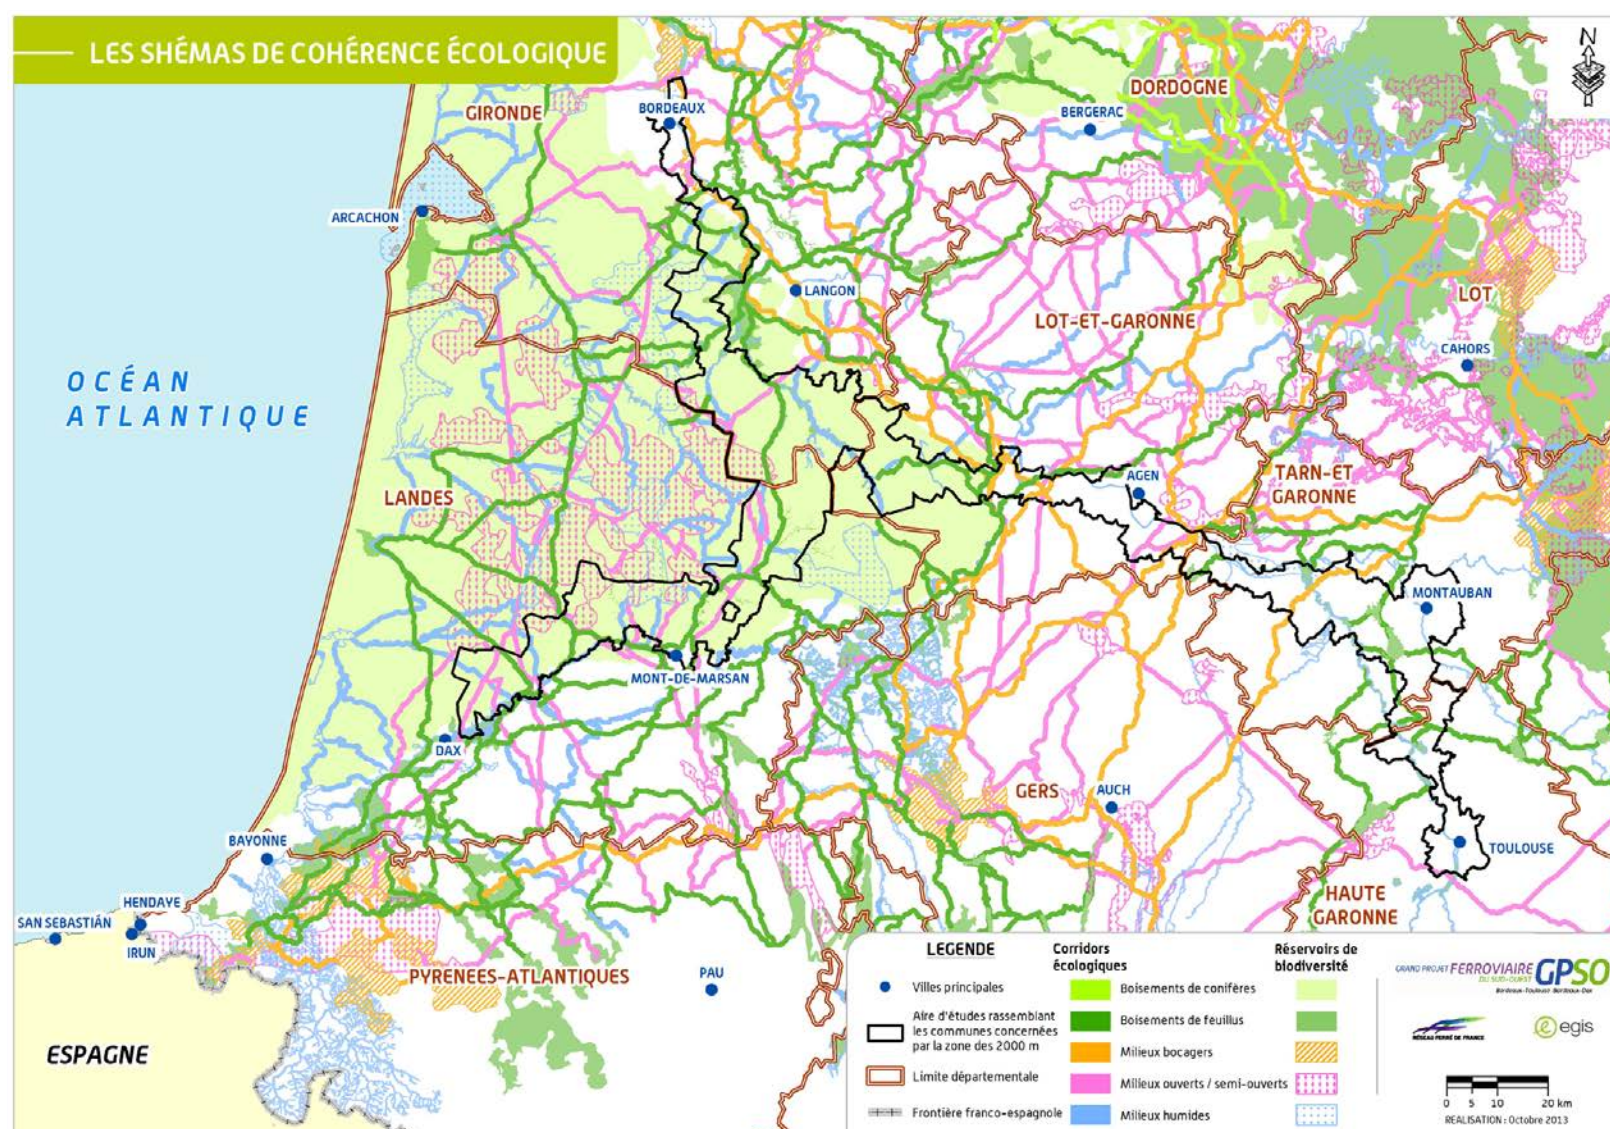 LES SHÉMAS DE COHÉRENCE ÉCOLOGIQUE
N
GIRONDE
BORDEAUX
DORDOGNE
BERGERAC
ARCACHON
LANGON
LOT
LOT-ET-GARONNE
CAHORS
OCÉAN
ATLANTIQUE
AGEN
TARN-ET
GARONNE
LANDES
MONTAUBAN
MONT-DE-MARSAN
DAX
GERS
AUCH
BAYONNE
TOULOUSE
HENDAYE
SAN SEBASTIÁN
IRUN
HAUTE
GARONNE
PYRENEES-ATLANTIQUES
PAU
ESPAGNE
LEGENDE
Villes principales
Aire d'études rassemblant
les communes concernées
par la zone des 2000 m
Limite départementale
Frontière franco-espagnole
Corridors
écologiques
Réservoirs de
biodiversité
Boisements de conifères
Boisements de feuillus
Milieux bocagers
Milieux ouverts / semi-ouverts
Milieux humides
GRAND PROJET FERROVIAIRE
DU SUD-OUEST
GPSO
Bordeaux-Toulouse Bordeaux-Dax
RÉSEAU FERRÉ DE FRANCE
egis
0 5 10 20 km
REALISATION : Octobre 2013